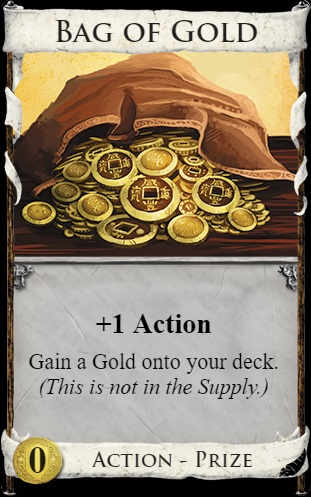 BAG OF GOLD
+1 Action
Gain a Gold onto your deck.
(This is not in the Supply.)
0
ACTION - PRIZE